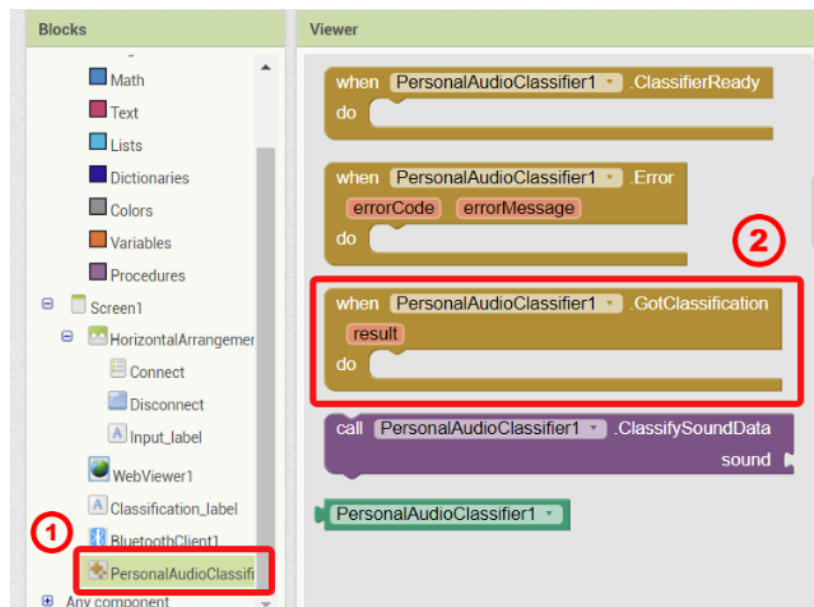 Blocks
Math
Text
Lists
Dictionaries
Colors
Variables
Procedures
Screen1
HorizontalArrangemer
Connect
Disconnect
Input_label
WebViewer1
Classification_label
1
BluetoothClient1
PersonalAudioClassifi
Any component
Viewer
when PersonalAudioClassifier1 .ClassifierReady
do
when PersonalAudioClassifier1 .Error
errorCode errorMessage
do
2
when PersonalAudioClassifier1 .GotClassification
result
do
call PersonalAudioClassifier1 .ClassifySoundData
sound
PersonalAudioClassifier1